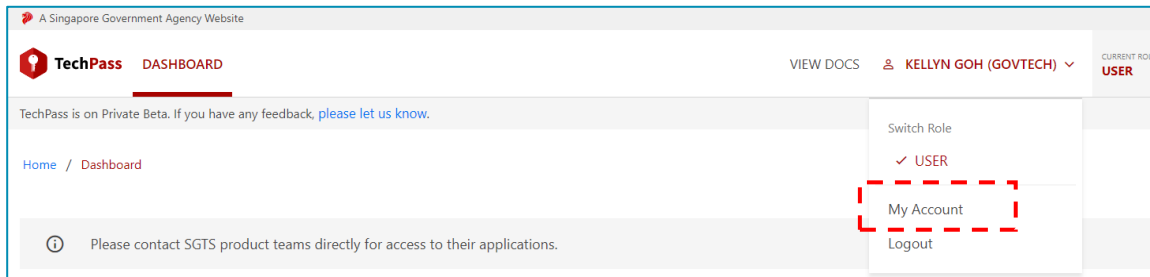 A Singapore Government Agency Website
TechPass DASHBOARD VIEW DOCS KELLYN GOH (GOVTECH) CURRENT
USER
TechPass is on Private Beta. If you have any feedback, please let us know.
Switch Role
USER
Home / Dashboard
My Account
Please contact SGTS product teams directly for access to their applications.
Logout